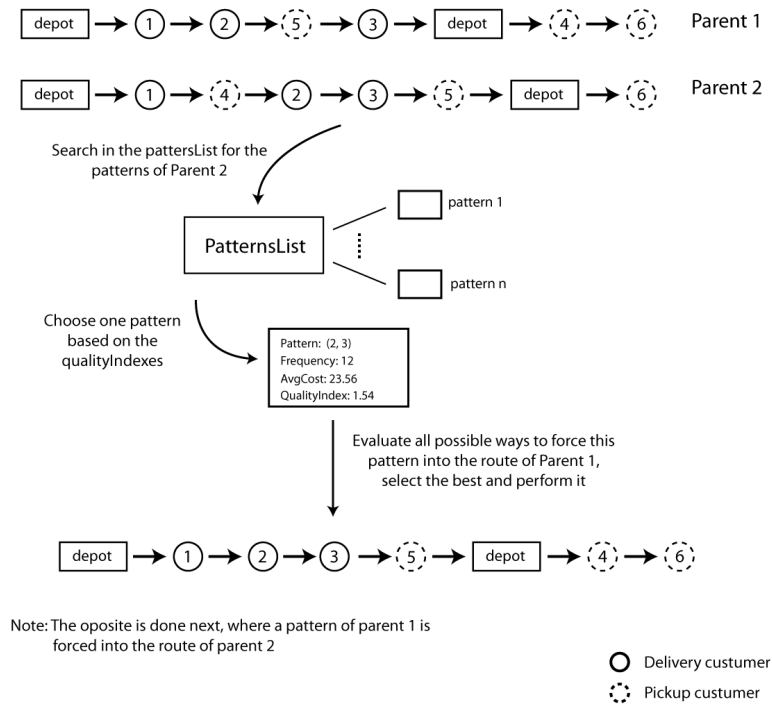 depot 1 2 5 3 depot 4 6 Parent 1
depot 1 4 2 3 5 depot 6 Parent 2
Search in the pattersList for the
patterns of Parent 2
PatternsList
pattern 1
pattern n
Choose one pattern
based on the
qualityIndexes
Pattern: (2, 3)
Frequency: 12
AvgCost: 23.56
QualityIndex: 1.54
Evaluate all possible ways to force this
pattern into the route of Parent 1,
select the best and perform it
depot 1 2 3 5 depot 4 6
Note: The oposite is done next, where a pattern of parent 1 is
forced into the route of parent 2
Delivery custumer
Pickup custumer